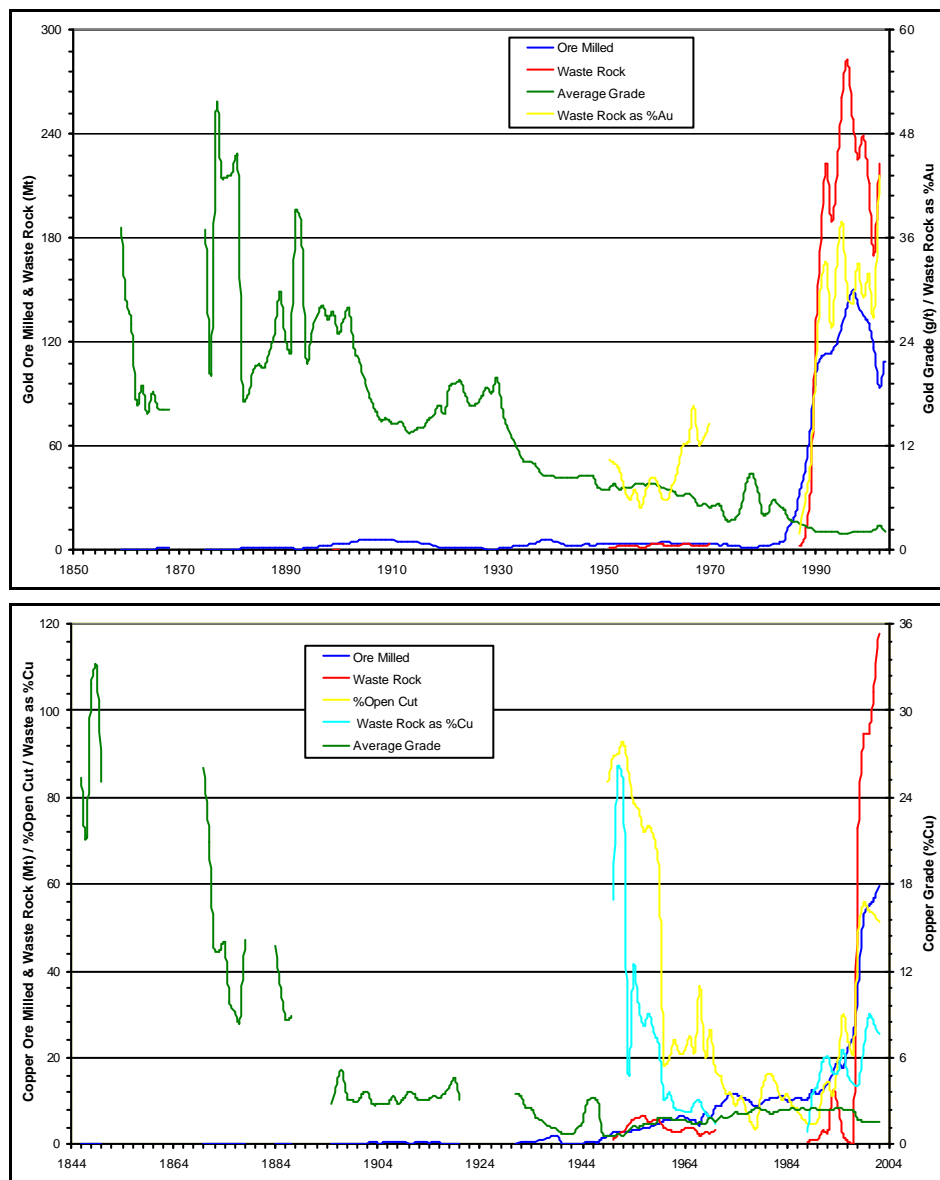 300
240
180
120
60
0
Gold Ore Milled & Waste Rock (Mt)
Ore Milled
Waste Rock
Average Grade
Waste Rock as %Au
60
48
36
24
12
0
Gold Grade (g/t) / Waste Rock as %Au
1850 1870 1890 1910 1930 1950 1970 1990
120
100
80
60
40
20
0
Copper Ore Milled & Waste Rock (Mt) / %Open Cut / Waste as %Cu
Ore Milled
Waste Rock
%Open Cut
Waste Rock as %Cu
Average Grade
36
30
24
18
12
6
0
Copper Grade (%Cu)
1844 1864 1884 1904 1924 1944 1964 1984 2004